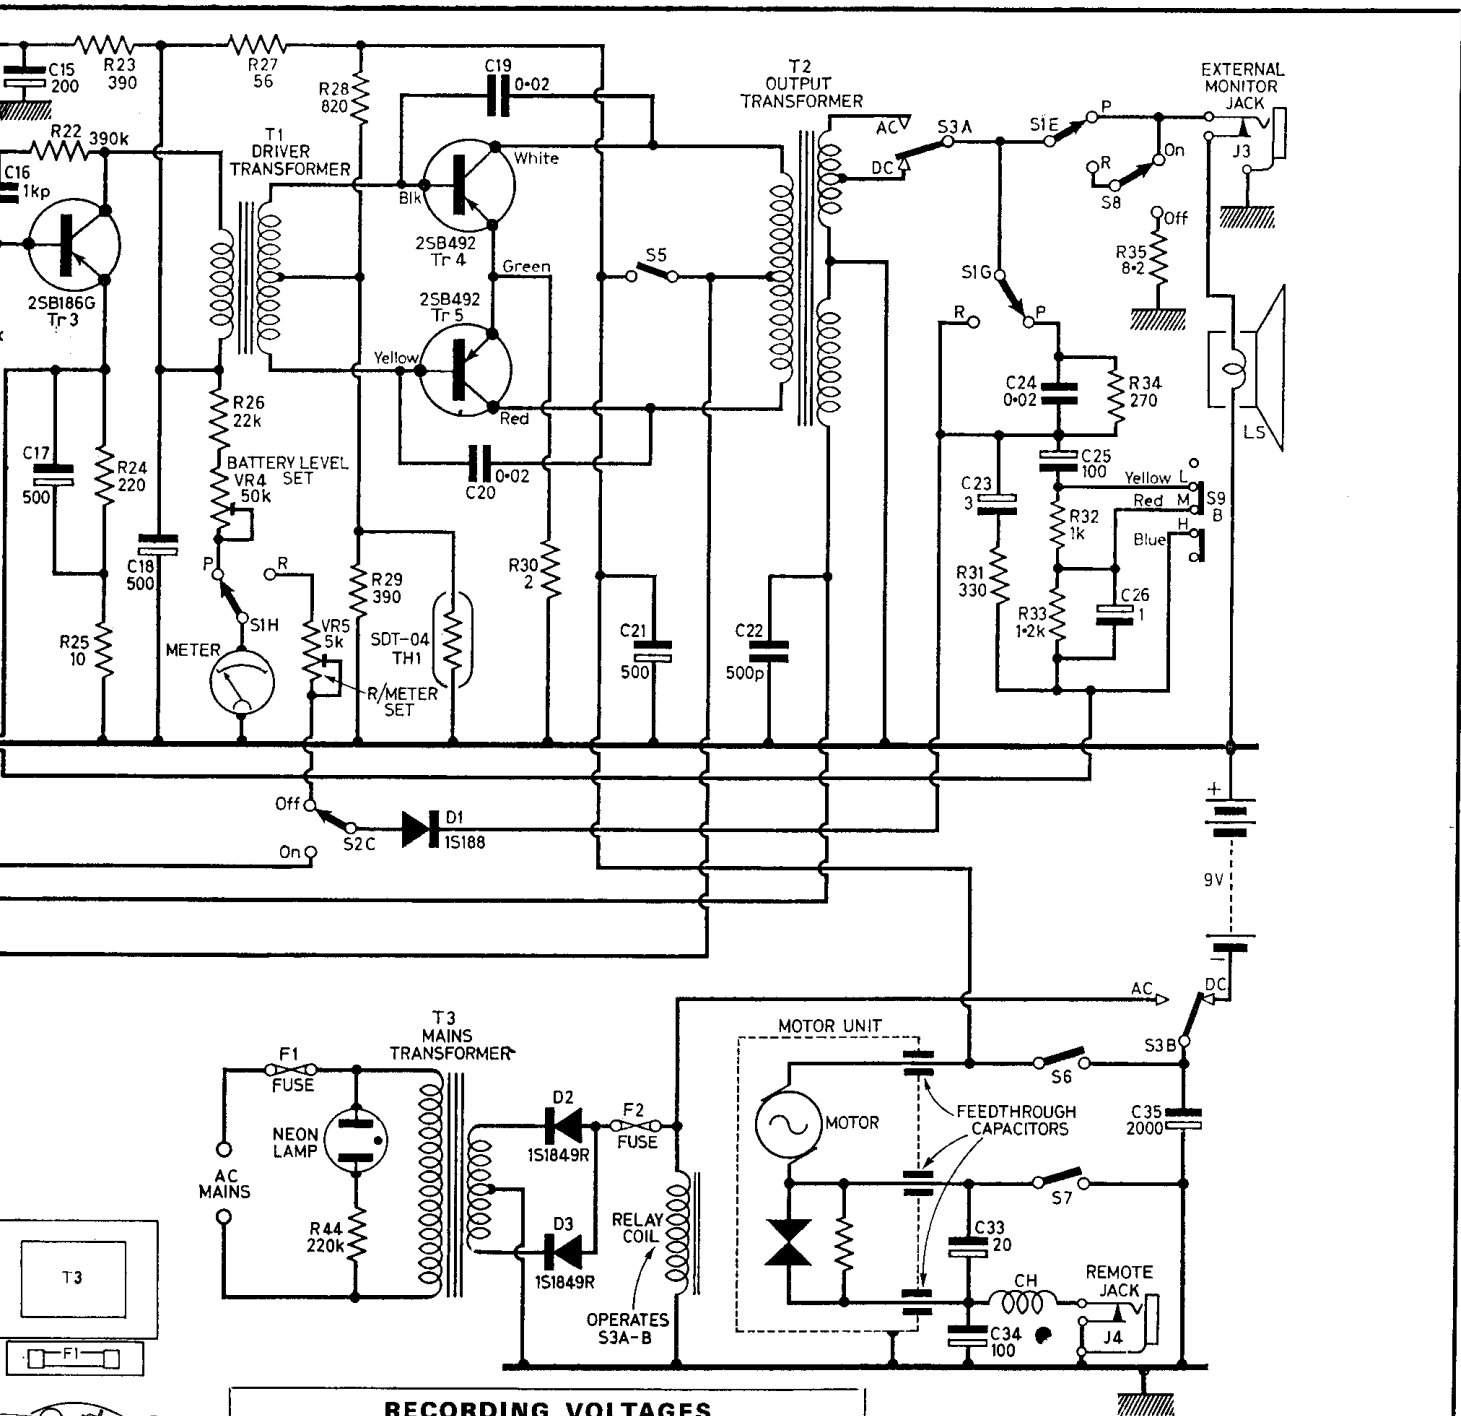 C15
200
R23
390
R27
56
R28
820
C19
0·02
T2
OUTPUT
TRANSFORMER
EXTERNAL
MONITOR
JACK
AC
DC
S3A
S1E
P
R
On
S8
J3
Off
R35
8·2
R22 390k
C16
1kp
T1
DRIVER
TRANSFORMER
White
Blk
2SB492
Tr4
Green
2SB186G
Tr3
2SB492
Tr5
Yellow
Red
S5
S1G
R
P
C24
0·02
R34
270
LS
R26
22k
BATTERY LEVEL
SET
VR4
50k
C17
500
R24
220
C18
500
C20
0·02
C25
100
C23
3
Yellow L
Red M
H
Blue
S9
B
R32
1k
R31
330
R33
1·2k
C26
1
P
R
S1H
METER
R25
10
VR5
5k
R/METER
SET
R29
390
SDT-04
TH1
R30
2
C21
500
C22
500p
Off
On
S2C
D1
1S188
+
9V
−
AC
DC
S3B
T3
MAINS
TRANSFORMER
F1
FUSE
NEON
LAMP
AC
MAINS
R44
220k
D2
1S1849R
F2
FUSE
D3
1S1849R
RELAY
COIL
OPERATES
S3A-B
MOTOR UNIT
MOTOR
FEEDTHROUGH
CAPACITORS
S6
S7
C35
2000
C33
20
CH
REMOTE
JACK
C34
100
J4
T3
F1
RECORDING VOLTAGES